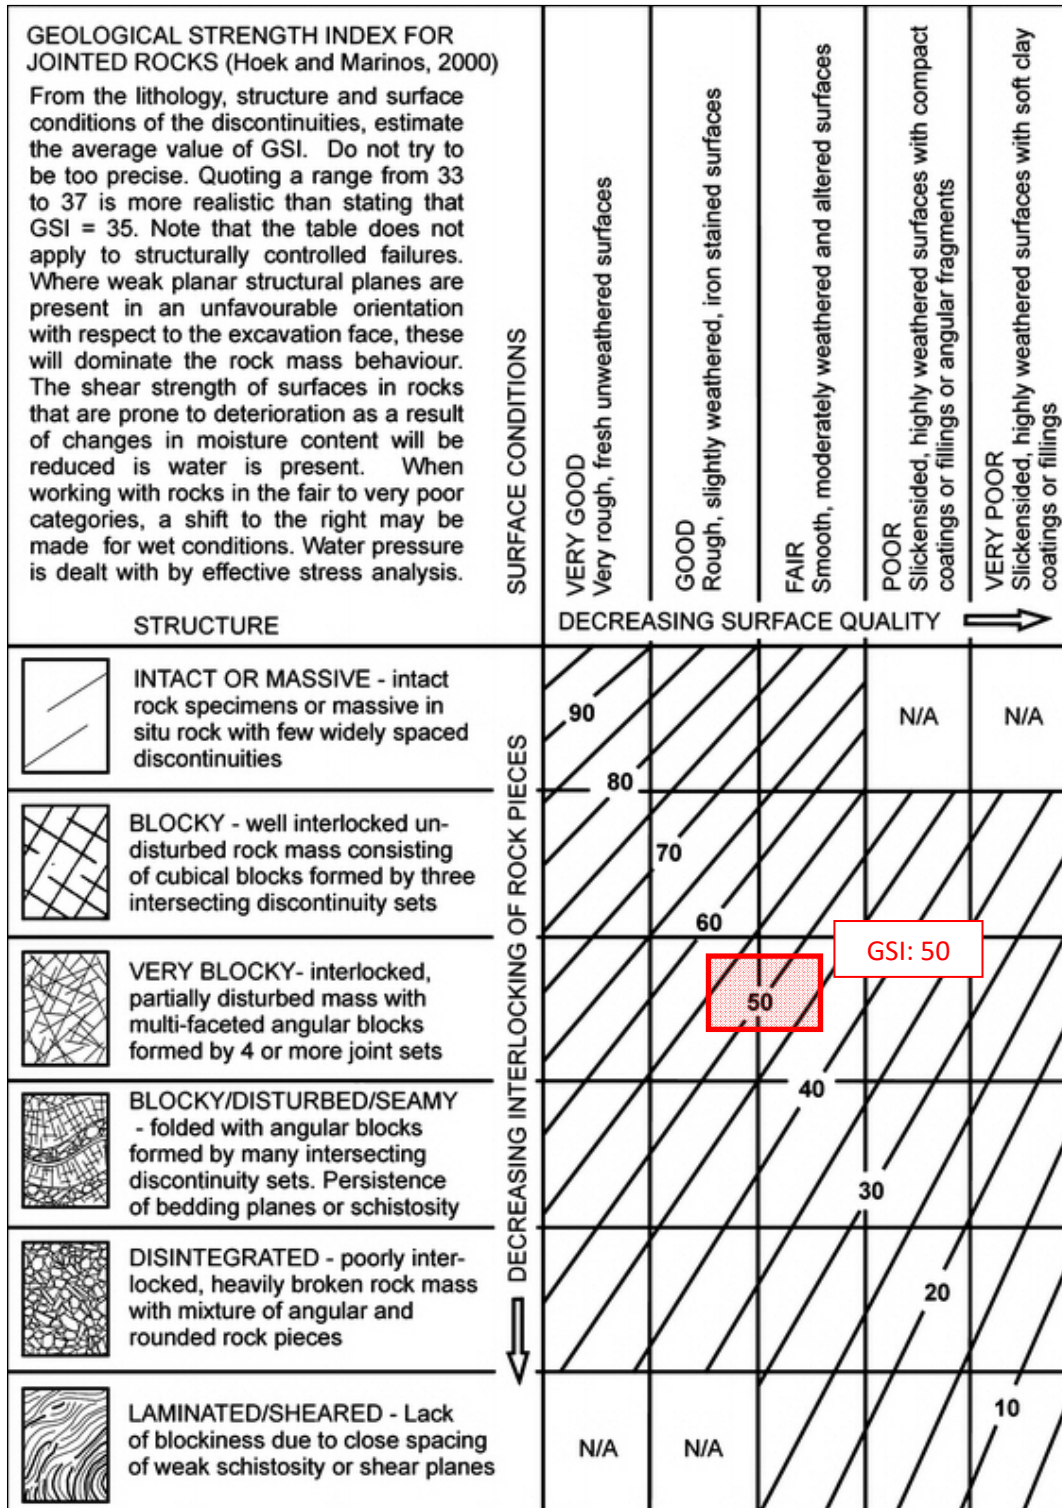 GEOLOGICAL STRENGTH INDEX FOR
JOINTED ROCKS (Hoek and Marinos, 2000)
From the lithology, structure and surface
conditions of the discontinuities, estimate
the average value of GSI. Do not try to
be too precise. Quoting a range from 33
to 37 is more realistic than stating that
GSI = 35. Note that the table does not
apply to structurally controlled failures.
Where weak planar structural planes are
present in an unfavourable orientation
with respect to the excavation face, these
will dominate the rock mass behaviour.
The shear strength of surfaces in rocks
that are prone to deterioration as a result
of changes in moisture content will be
reduced is water is present. When
working with rocks in the fair to very poor
categories, a shift to the right may be
made for wet conditions. Water pressure
is dealt with by effective stress analysis.
STRUCTURE
SURFACE CONDITIONS
VERY GOOD
Very rough, fresh unweathered surfaces
GOOD
Rough, slightly weathered, iron stained surfaces
FAIR
Smooth, moderately weathered and altered surfaces
POOR
Slickensided, highly weathered surfaces with compact
coatings or fillings or angular fragments
VERY POOR
Slickensided, highly weathered surfaces with soft clay
coatings or fillings
DECREASING SURFACE QUALITY
DECREASING INTERLOCKING OF ROCK PIECES
INTACT OR MASSIVE - intact
rock specimens or massive in
situ rock with few widely spaced
discontinuities
90
N/A
N/A
80
BLOCKY - well interlocked un-
disturbed rock mass consisting
of cubical blocks formed by three
intersecting discontinuity sets
70
60
GSI: 50
VERY BLOCKY- interlocked,
partially disturbed mass with
multi-faceted angular blocks
formed by 4 or more joint sets
50
40
BLOCKY/DISTURBED/SEAMY
- folded with angular blocks
formed by many intersecting
discontinuity sets. Persistence
of bedding planes or schistosity
30
DISINTEGRATED - poorly inter-
locked, heavily broken rock mass
with mixture of angular and
rounded rock pieces
20
LAMINATED/SHEARED - Lack
of blockiness due to close spacing
of weak schistosity or shear planes
N/A
N/A
10